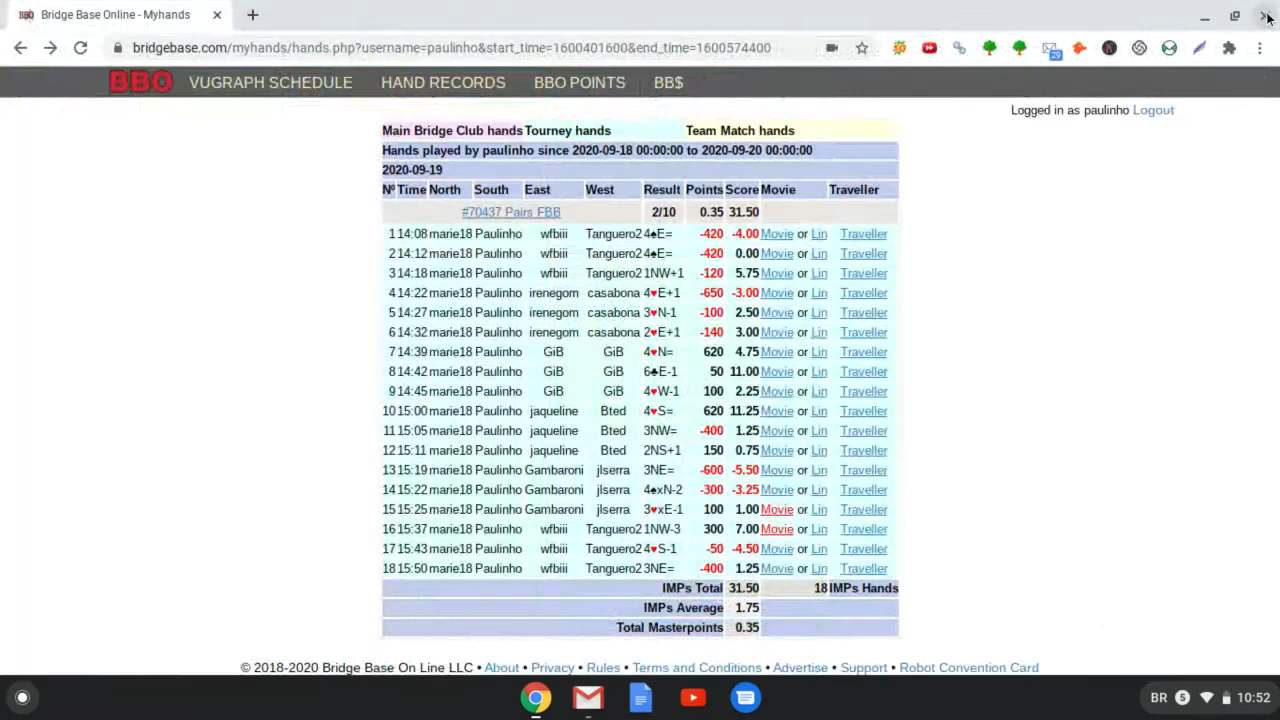 Bridge Base Online - Myhands
bridgebase.com/myhands/hands.php?username=paulinho&start_time=1600401600&end_time=1600574400
29
BBO VUGRAPH SCHEDULE HAND RECORDS BBO POINTS BB$
Logged in as paulinho Logout
Main Bridge Club hands Tourney hands Team Match hands
Hands played by paulinho since 2020-09-18 00:00:00 to 2020-09-20 00:00:00
2020-09-19
Nº Time North South East West Result Points Score Movie Traveller
#70437 Pairs FBB 2/10 0.35 31.50
1 14:08 marie18 Paulinho wfbiii Tanguero2 4♠E= -420 -4.00 Movie or Lin Traveller
2 14:12 marie18 Paulinho wfbiii Tanguero2 4♠E= -420 0.00 Movie or Lin Traveller
3 14:18 marie18 Paulinho wfbiii Tanguero2 1NW+1 -120 5.75 Movie or Lin Traveller
4 14:22 marie18 Paulinho irenegom casabona 4♥E+1 -650 -3.00 Movie or Lin Traveller
5 14:27 marie18 Paulinho irenegom casabona 3♥N-1 -100 2.50 Movie or Lin Traveller
6 14:32 marie18 Paulinho irenegom casabona 2♥E+1 -140 3.00 Movie or Lin Traveller
7 14:39 marie18 Paulinho GiB GiB 4♥N= 620 4.75 Movie or Lin Traveller
8 14:42 marie18 Paulinho GiB GiB 6♣E-1 50 11.00 Movie or Lin Traveller
9 14:45 marie18 Paulinho GiB GiB 4♥W-1 100 2.25 Movie or Lin Traveller
10 15:00 marie18 Paulinho jaqueline Bted 4♥S= 620 11.25 Movie or Lin Traveller
11 15:05 marie18 Paulinho jaqueline Bted 3NW= -400 1.25 Movie or Lin Traveller
12 15:11 marie18 Paulinho jaqueline Bted 2NS+1 150 0.75 Movie or Lin Traveller
13 15:19 marie18 Paulinho Gambaroni jlserra 3NE= -600 -5.50 Movie or Lin Traveller
14 15:22 marie18 Paulinho Gambaroni jlserra 4♠xN-2 -300 -3.25 Movie or Lin Traveller
15 15:25 marie18 Paulinho Gambaroni jlserra 3♥xE-1 100 1.00 Movie or Lin Traveller
16 15:37 marie18 Paulinho wfbiii Tanguero2 1NW-3 300 7.00 Movie or Lin Traveller
17 15:43 marie18 Paulinho wfbiii Tanguero2 4♥S-1 -50 -4.50 Movie or Lin Traveller
18 15:50 marie18 Paulinho wfbiii Tanguero2 3NE= -400 1.25 Movie or Lin Traveller
IMPs Total 31.50 18 IMPs Hands
IMPs Average 1.75
Total Masterpoints 0.35
© 2018-2020 Bridge Base On Line LLC • About • Privacy • Rules • Terms and Conditions • Advertise • Support • Robot Convention Card
BR 5 10:52